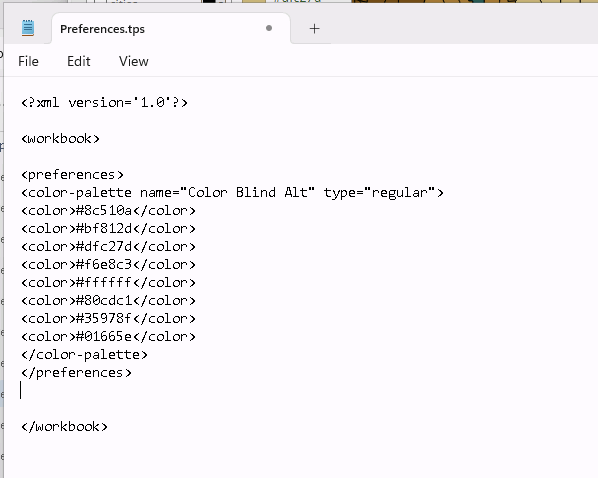 Preferences.tps
File Edit View
<?xml version='1.0'?>
<workbook>
<preferences>
<color-palette name="Color Blind Alt" type="regular">
<color>#8c510a</color>
<color>#bf812d</color>
<color>#dfc27d</color>
<color>#f6e8c3</color>
<color>#ffffff</color>
<color>#80cdc1</color>
<color>#35978f</color>
<color>#01665e</color>
</color-palette>
</preferences>
</workbook>